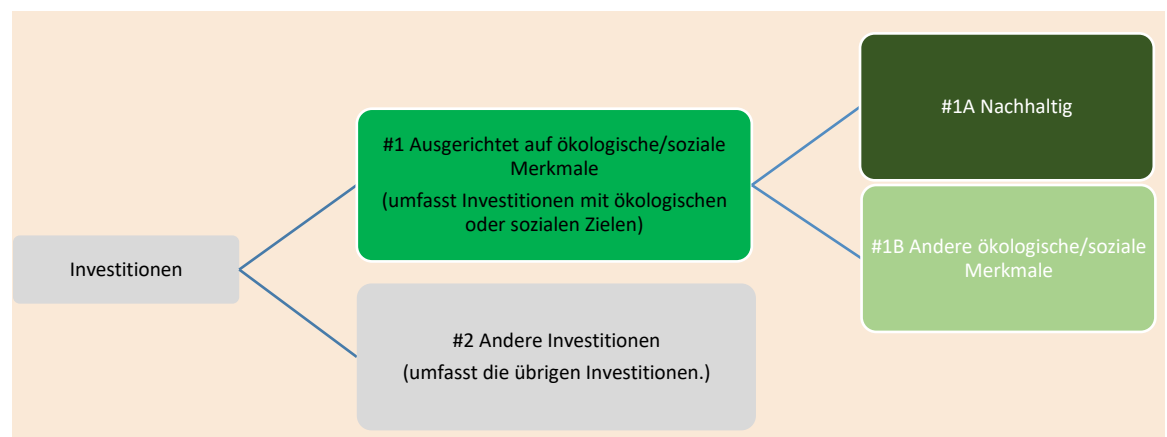 Investitionen
#1 Ausgerichtet auf ökologische/soziale
Merkmale
(umfasst Investitionen mit ökologischen
oder sozialen Zielen)
#2 Andere Investitionen
(umfasst die übrigen Investitionen.)
#1A Nachhaltig
#1B Andere ökologische/soziale
Merkmale